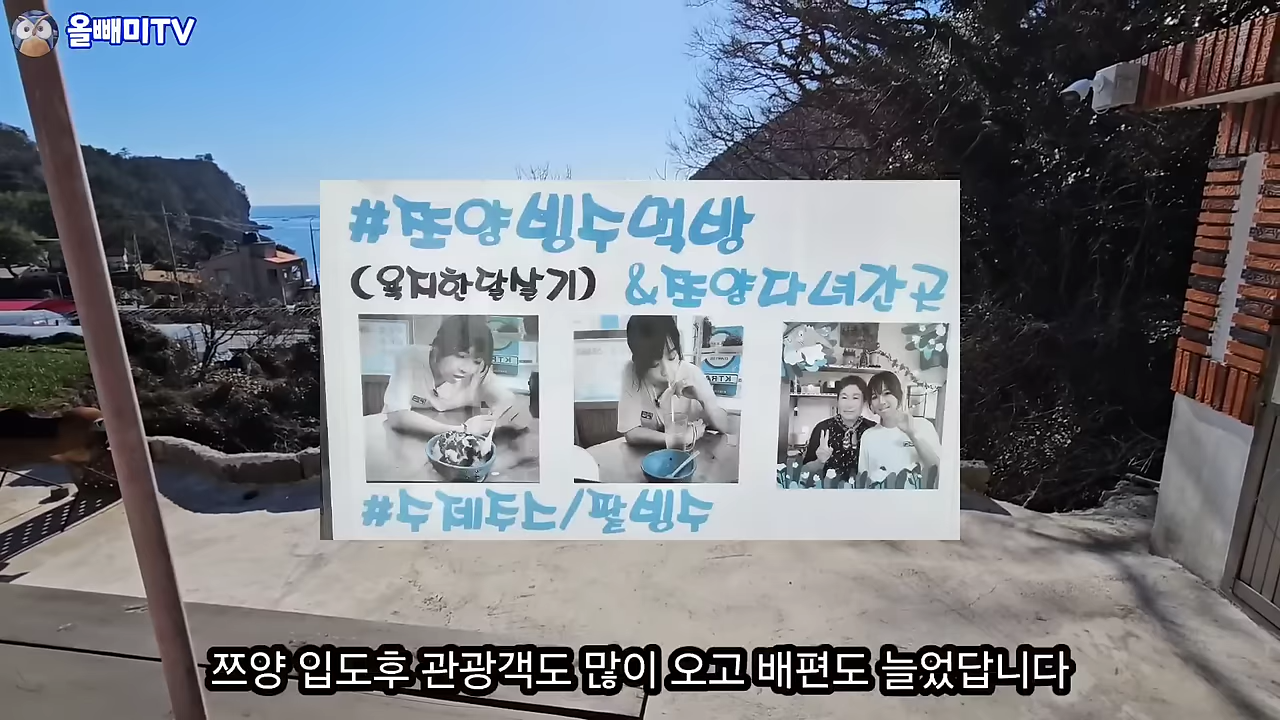 올빼미TV
#쯔양빙수먹방
(욕지한달살기) &쯔양다녀간곳
#수제쥬스/팥빙수
쯔양 입도후 관광객도 많이 오고 배편도 늘었답니다